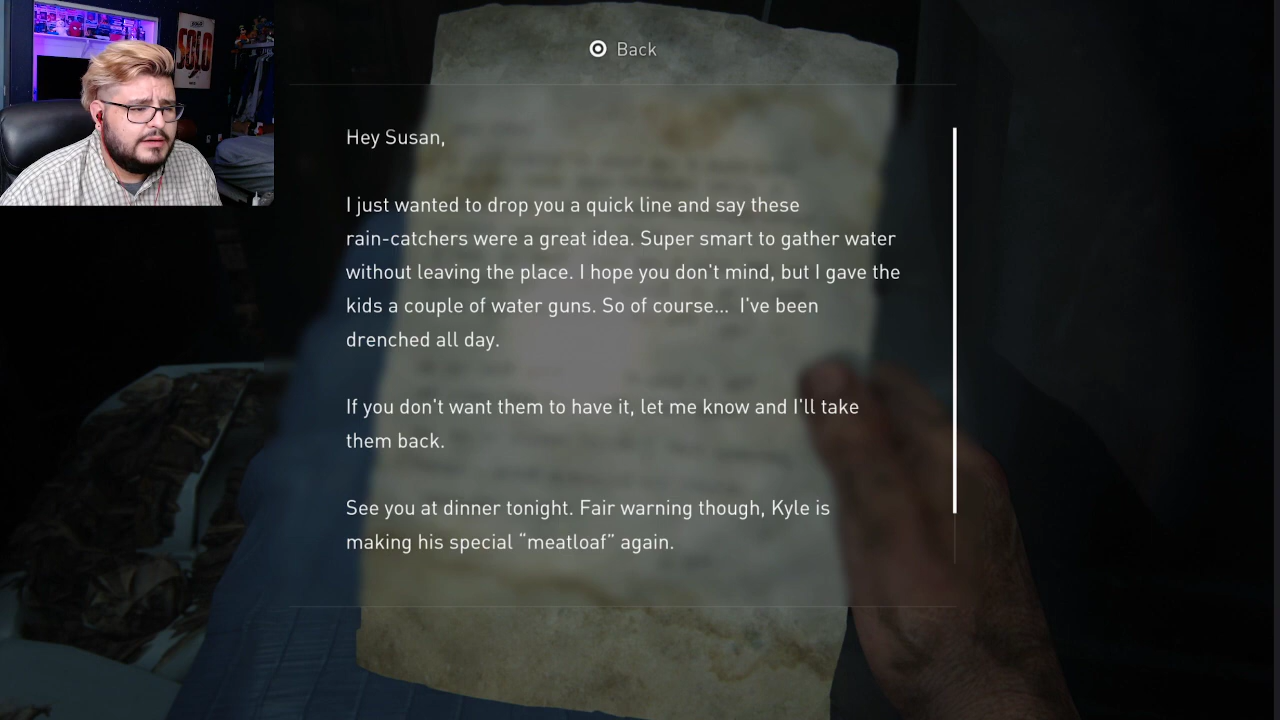 SOLO
Back
Hey Susan,
I just wanted to drop you a quick line and say these
rain-catchers were a great idea. Super smart to gather water
without leaving the place. I hope you don't mind, but I gave the
kids a couple of water guns. So of course... I've been
drenched all day.
If you don't want them to have it, let me know and I'll take
them back.
See you at dinner tonight. Fair warning though, Kyle is
making his special “meatloaf” again.